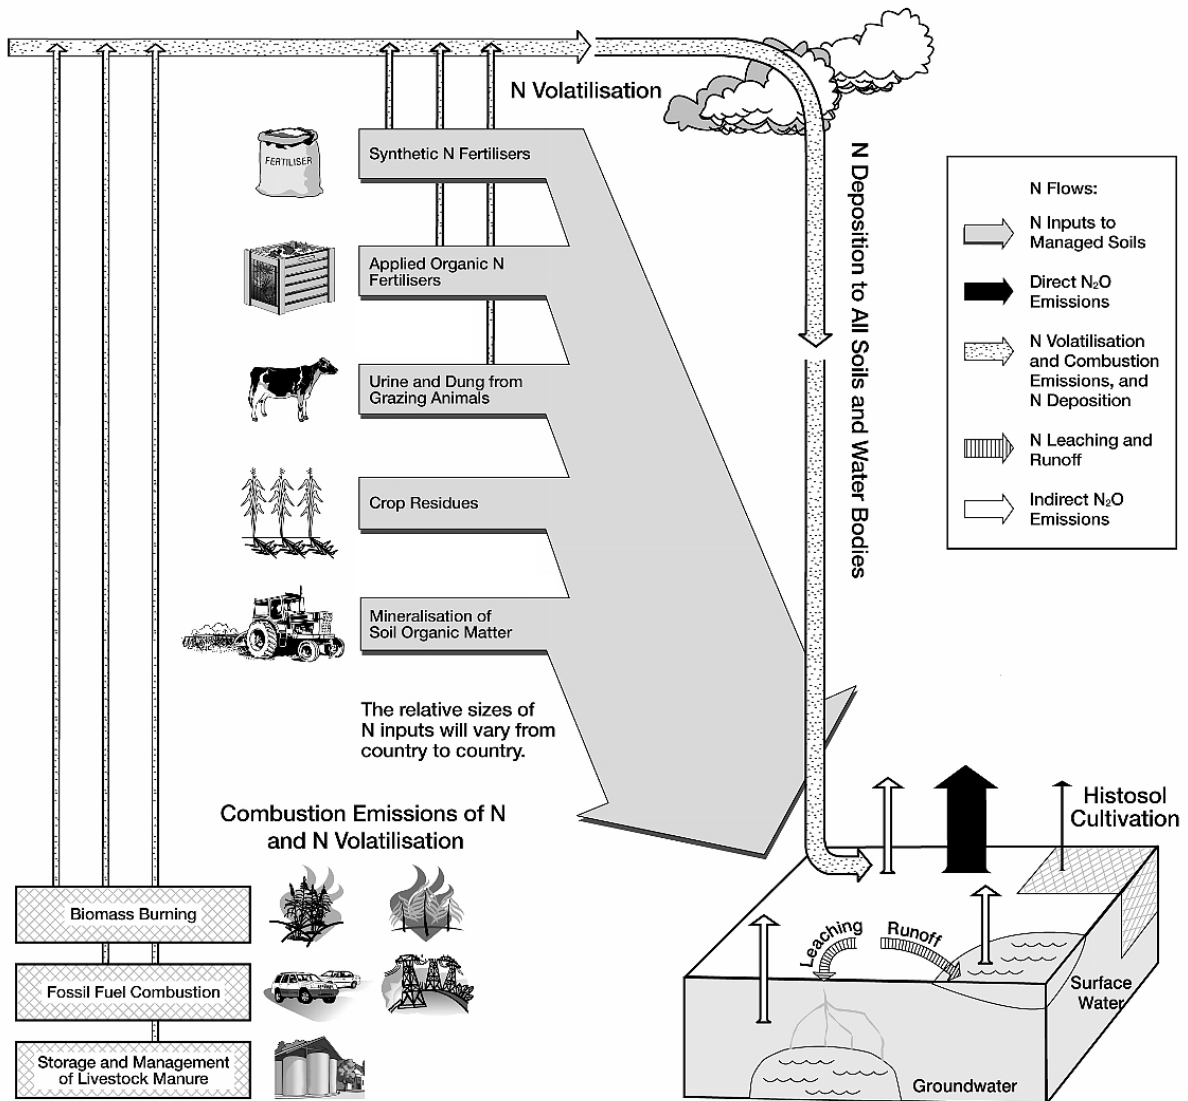 N Volatilisation
FERTILISER
Synthetic N Fertilisers
Applied Organic N
Fertilisers
Urine and Dung from
Grazing Animals
Crop Residues
Mineralisation of
Soil Organic Matter
The relative sizes of
N inputs will vary from
country to country.
N Deposition to All Soils and Water Bodies
N Flows:
N Inputs to
Managed Soils
Direct N₂O
Emissions
N Volatilisation
and Combustion
Emissions, and
N Deposition
N Leaching and
Runoff
Indirect N₂O
Emissions
Combustion Emissions of N
and N Volatilisation
Biomass Burning
Fossil Fuel Combustion
Storage and Management
of Livestock Manure
Histosol
Cultivation
Leaching
Runoff
Surface
Water
Groundwater